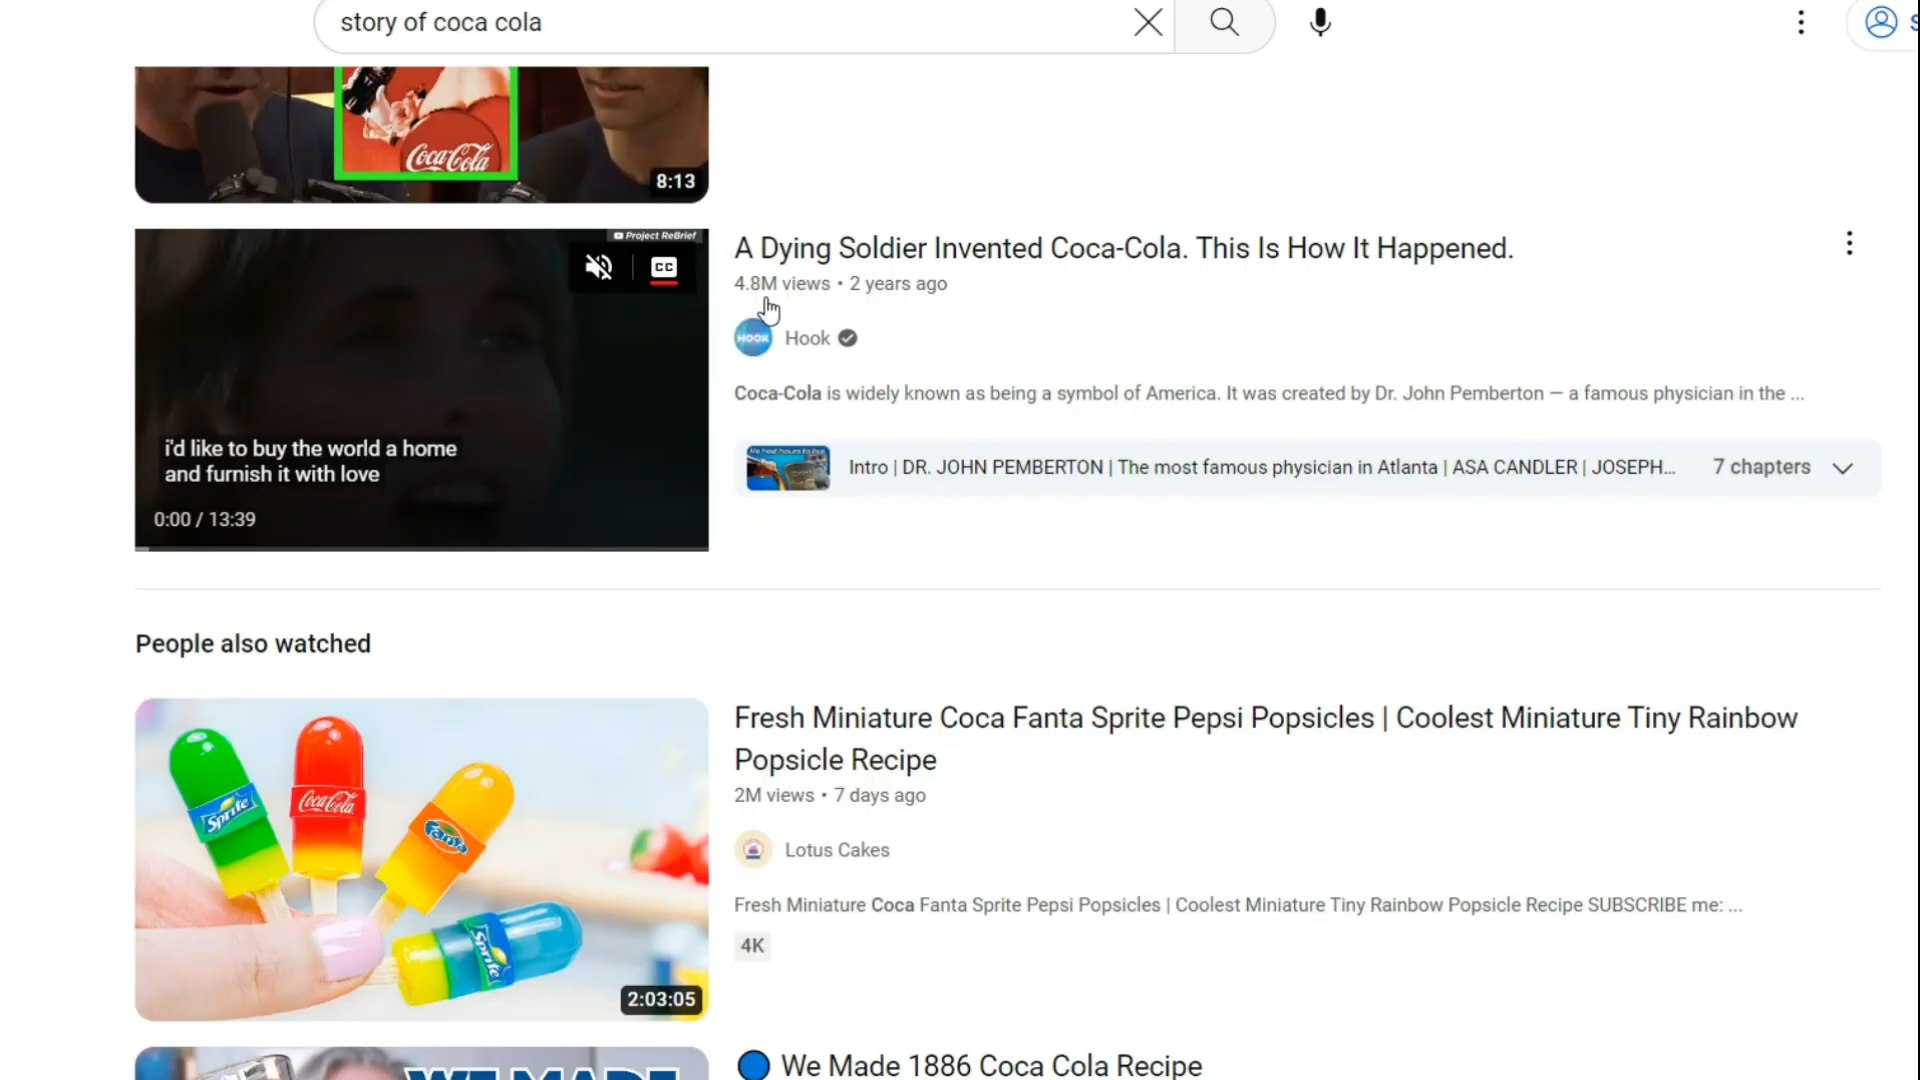 story of coca cola
Coca-Cola
8:13
Project ReBrief
CC
i'd like to buy the world a home
and furnish it with love
0:00 / 13:39
A Dying Soldier Invented Coca-Cola. This Is How It Happened.
4.8M views • 2 years ago
HOOK
Hook
Coca-Cola is widely known as being a symbol of America. It was created by Dr. John Pemberton — a famous physician in the ...
Intro | DR. JOHN PEMBERTON | The most famous physician in Atlanta | ASA CANDLER | JOSEPH...
7 chapters
People also watched
Sprite
Coca-Cola
Fanta
Sprite
2:03:05
Fresh Miniature Coca Fanta Sprite Pepsi Popsicles | Coolest Miniature Tiny Rainbow
Popsicle Recipe
2M views • 7 days ago
Lotus Cakes
Fresh Miniature Coca Fanta Sprite Pepsi Popsicles | Coolest Miniature Tiny Rainbow Popsicle Recipe SUBSCRIBE me: ...
4K
WE MADE
We Made 1886 Coca Cola Recipe